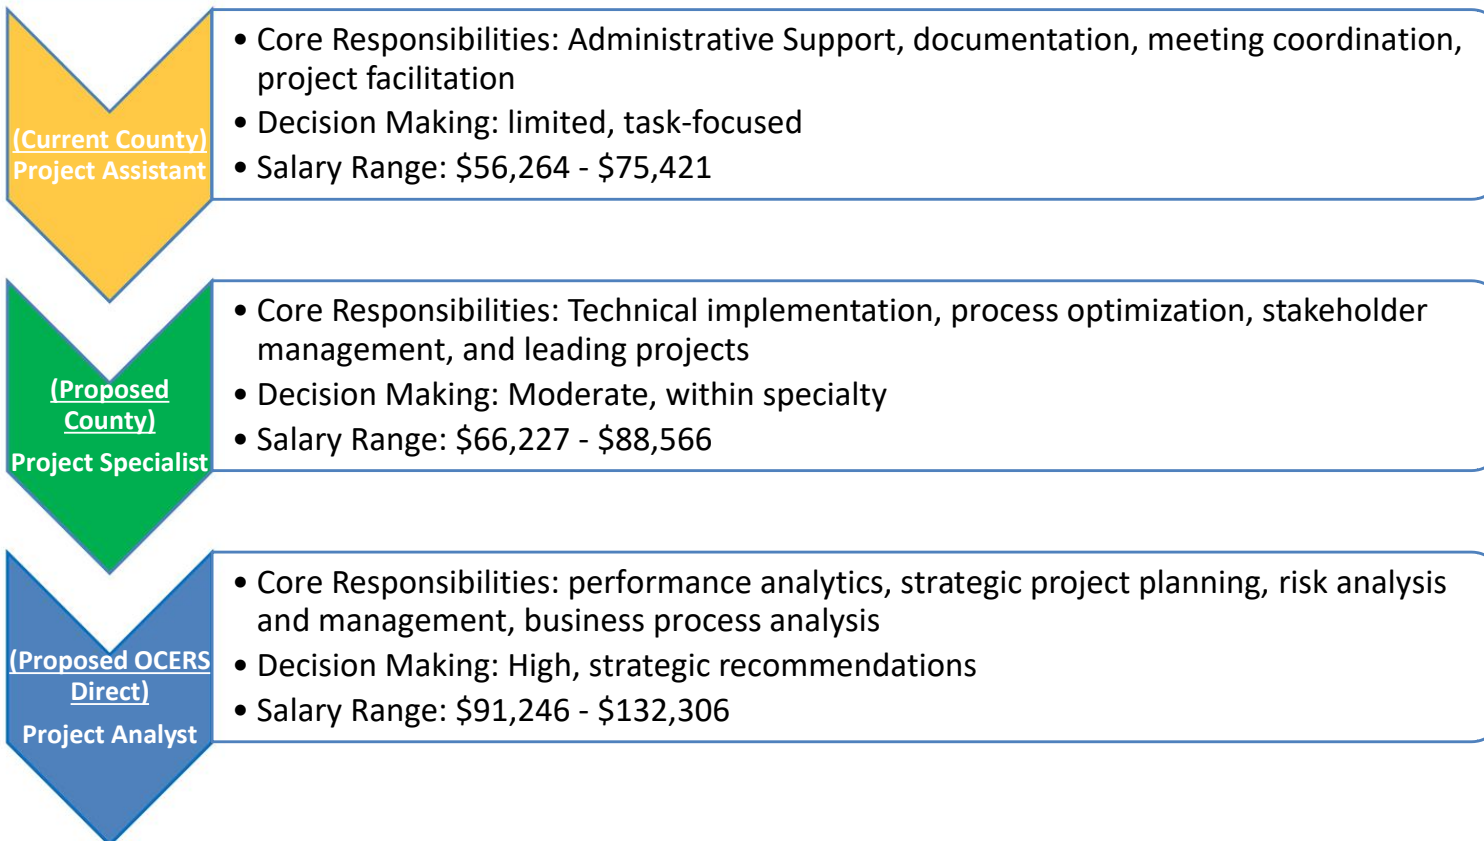 (Current County)
Project Assistant
• Core Responsibilities: Administrative Support, documentation, meeting coordination,
project facilitation
• Decision Making: limited, task-focused
• Salary Range: $56,264 - $75,421
(Proposed
County)
Project Specialist
• Core Responsibilities: Technical implementation, process optimization, stakeholder
management, and leading projects
• Decision Making: Moderate, within specialty
• Salary Range: $66,227 - $88,566
(Proposed OCERS
Direct)
Project Analyst
• Core Responsibilities: performance analytics, strategic project planning, risk analysis
and management, business process analysis
• Decision Making: High, strategic recommendations
• Salary Range: $91,246 - $132,306